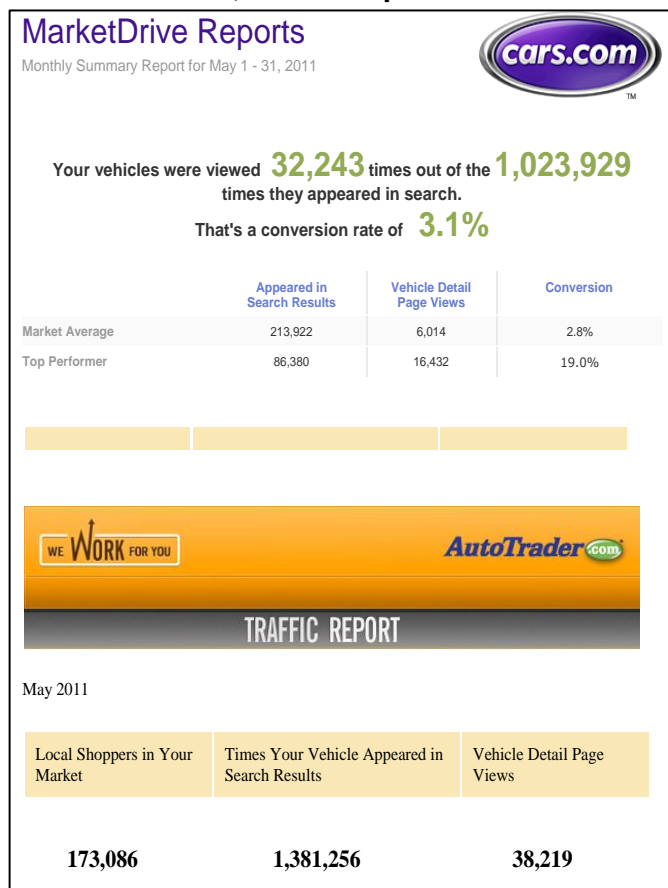 MarketDrive Reports
Monthly Summary Report for May 1 - 31, 2011
cars.com
TM
Your vehicles were viewed 32,243 times out of the 1,023,929
times they appeared in search.
That's a conversion rate of 3.1%
Appeared in Search Results Vehicle Detail Page Views Conversion
Market Average 213,922 6,014 2.8%
Top Performer 86,380 16,432 19.0%
WE WORK FOR YOU
AutoTrader.com
TRAFFIC REPORT
May 2011
Local Shoppers in Your Market Times Your Vehicle Appeared in Search Results Vehicle Detail Page Views
173,086 1,381,256 38,219